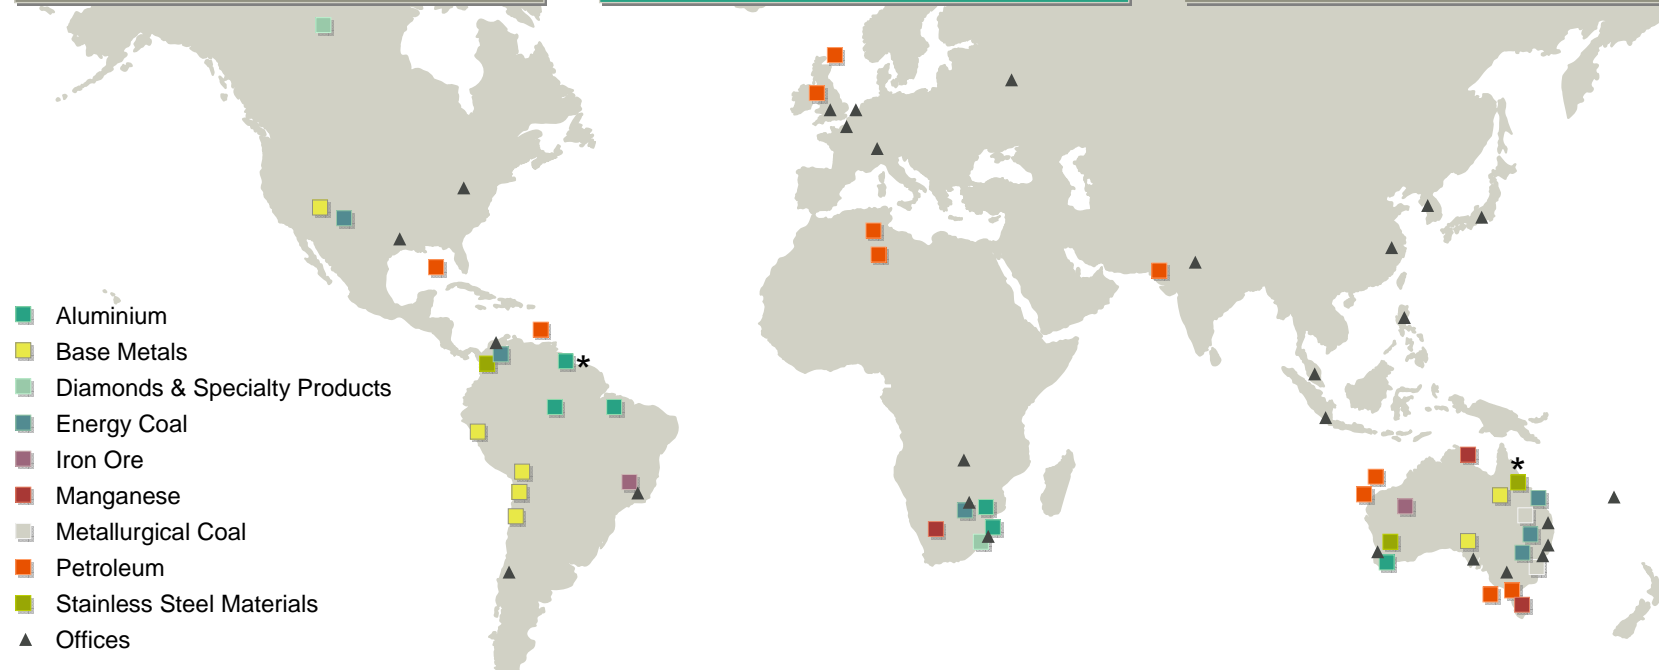 Aluminium
Base Metals
Diamonds & Specialty Products
Energy Coal
Iron Ore
Manganese
Metallurgical Coal
Petroleum
Stainless Steel Materials
Offices
*
*